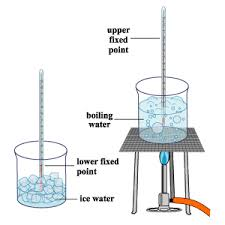 upper
fixed
point
boiling
water
lower fixed
point
ice water